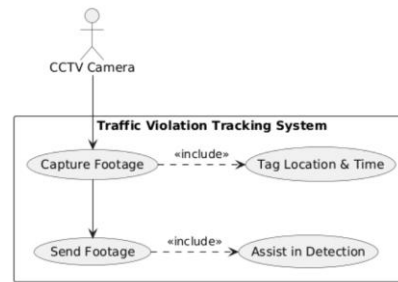 CCTV Camera
Traffic Violation Tracking System
Capture Footage
«include»
Tag Location & Time
Send Footage
«include»
Assist in Detection